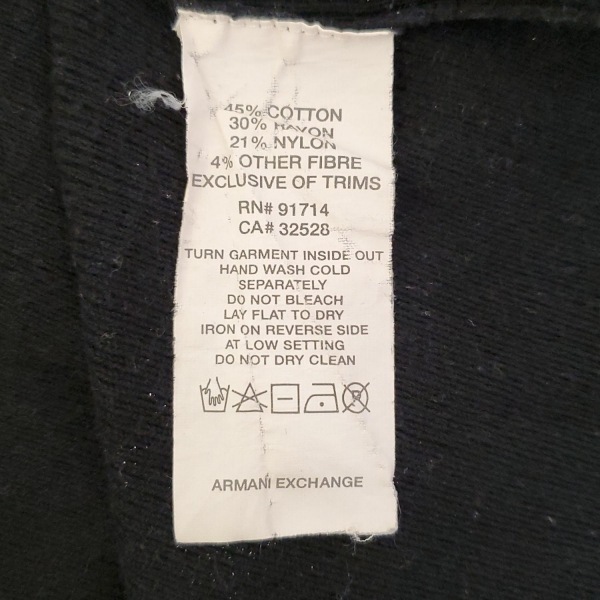 45% COTTON
30% RAYON
21% NYLON
4% OTHER FIBRE
EXCLUSIVE OF TRIMS
RN# 91714
CA# 32528
TURN GARMENT INSIDE OUT
HAND WASH COLD
SEPARATELY
DO NOT BLEACH
LAY FLAT TO DRY
IRON ON REVERSE SIDE
AT LOW SETTING
DO NOT DRY CLEAN
ARMANI EXCHANGE